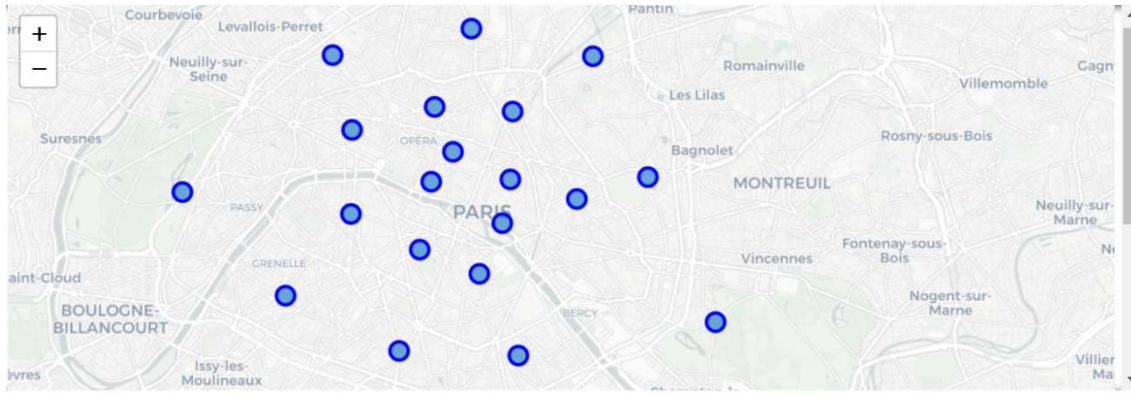 Pantin
Courbevoie
Levallois-Perret
+
−
Neuilly-sur-
Seine
Romainville
Gagn
Villemomble
Les Lilas
Suresnes
OPÉRA
Rosny-sous-Bois
Bagnolet
MONTREUIL
PASSY
PARIS
Neuilly-sur-
Marne
Fontenay-sous-
Bois
Vincennes
GRENELLE
aint-Cloud
Nogent-sur-
Marne
BOULOGNE-
BILLANCOURT
BERCY
Villier
Ma
Issy-les-
Moulineaux
èvres